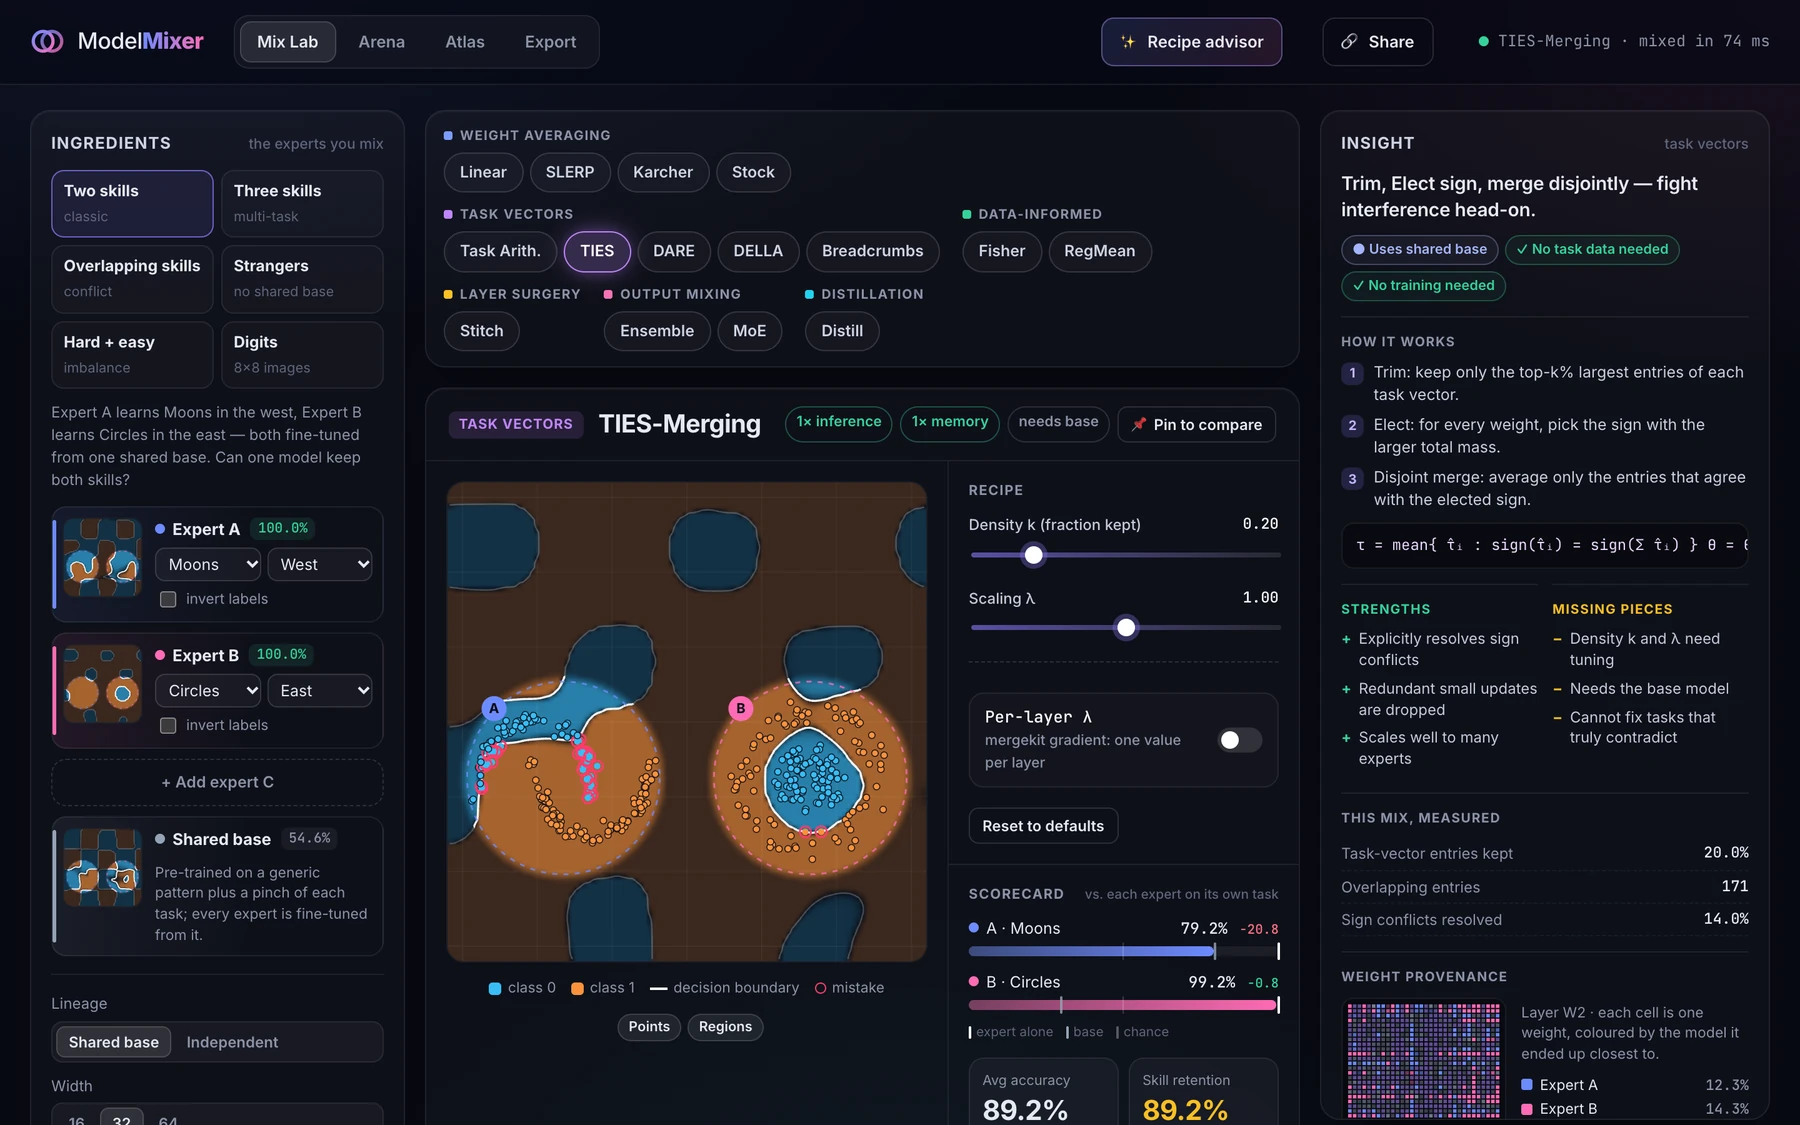 ModelMixer
Mix Lab
Arena
Atlas
Export
✨ Recipe advisor
🔗 Share
TIES-Merging · mixed in 74 ms
INGREDIENTS
the experts you mix
Two skills
classic
Three skills
multi-task
Overlapping skills
conflict
Strangers
no shared base
Hard + easy
imbalance
Digits
8×8 images
Expert A learns Moons in the west, Expert B
learns Circles in the east — both fine-tuned
from one shared base. Can one model keep
both skills?
Expert A 100.0%
Moons
West
invert labels
Expert B 100.0%
Circles
East
invert labels
+ Add expert C
Shared base 54.6%
Pre-trained on a generic
pattern plus a pinch of each
task; every expert is fine-tuned
from it.
Lineage
Shared base
Independent
Width
16 32 64
WEIGHT AVERAGING
Linear
SLERP
Karcher
Stock
TASK VECTORS
Task Arith.
TIES
DARE
DELLA
Breadcrumbs
DATA-INFORMED
Fisher
RegMean
LAYER SURGERY
Stitch
OUTPUT MIXING
Ensemble
MoE
DISTILLATION
Distill
TASK VECTORS
TIES-Merging
1× inference
1× memory
needs base
📌 Pin to compare
A
B
class 0
class 1
decision boundary
mistake
Points
Regions
RECIPE
Density k (fraction kept) 0.20
Scaling λ 1.00
Per-layer λ
mergekit gradient: one value
per layer
Reset to defaults
SCORECARD
vs. each expert on its own task
A · Moons 79.2% -20.8
B · Circles 99.2% -0.8
expert alone
base
chance
Avg accuracy
89.2%
Skill retention
89.2%
INSIGHT
task vectors
Trim, Elect sign, merge disjointly — fight
interference head-on.
Uses shared base
✓ No task data needed
✓ No training needed
HOW IT WORKS
1 Trim: keep only the top-k% largest entries of each
task vector.
2 Elect: for every weight, pick the sign with the
larger total mass.
3 Disjoint merge: average only the entries that agree
with the elected sign.
τ = mean{ τ̂ᵢ : sign(τ̂ᵢ) = sign(Σ τ̂ᵢ) } θ = θ
STRENGTHS
+ Explicitly resolves sign
conflicts
+ Redundant small updates
are dropped
+ Scales well to many
experts
MISSING PIECES
– Density k and λ need
tuning
– Needs the base model
– Cannot fix tasks that
truly contradict
THIS MIX, MEASURED
Task-vector entries kept 20.0%
Overlapping entries 171
Sign conflicts resolved 14.0%
WEIGHT PROVENANCE
Layer W2 · each cell is one
weight, coloured by the model it
ended up closest to.
Expert A 12.3%
Expert B 14.3%